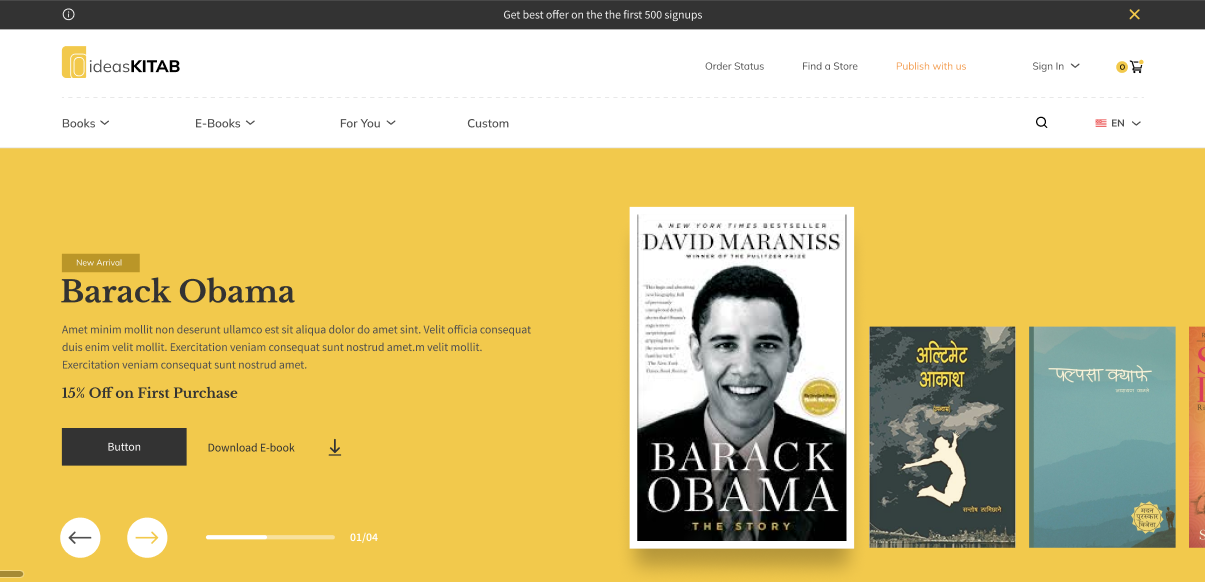 Get best offer on the the first 500 signups
ideasKITAB
Order Status
Find a Store
Publish with us
Sign In
0
Books
E-Books
For You
Custom
EN
New Arrival
Barack Obama
Amet minim mollit non deserunt ullamco est sit aliqua dolor do amet sint. Velit officia consequat
duis enim velit mollit. Exercitation veniam consequat sunt nostrud amet.m velit mollit.
Exercitation veniam consequat sunt nostrud amet.
15% Off on First Purchase
Button
Download E-book
01/04
A NEW YORK TIMES BESTSELLER
DAVID MARANISS
WINNER OF THE PULITZER PRIZE
BARACK
OBAMA
THE STORY
अल्टिमेट
आकाश
पल्पसा क्याफे
मदन
पुरस्कार
विजेता